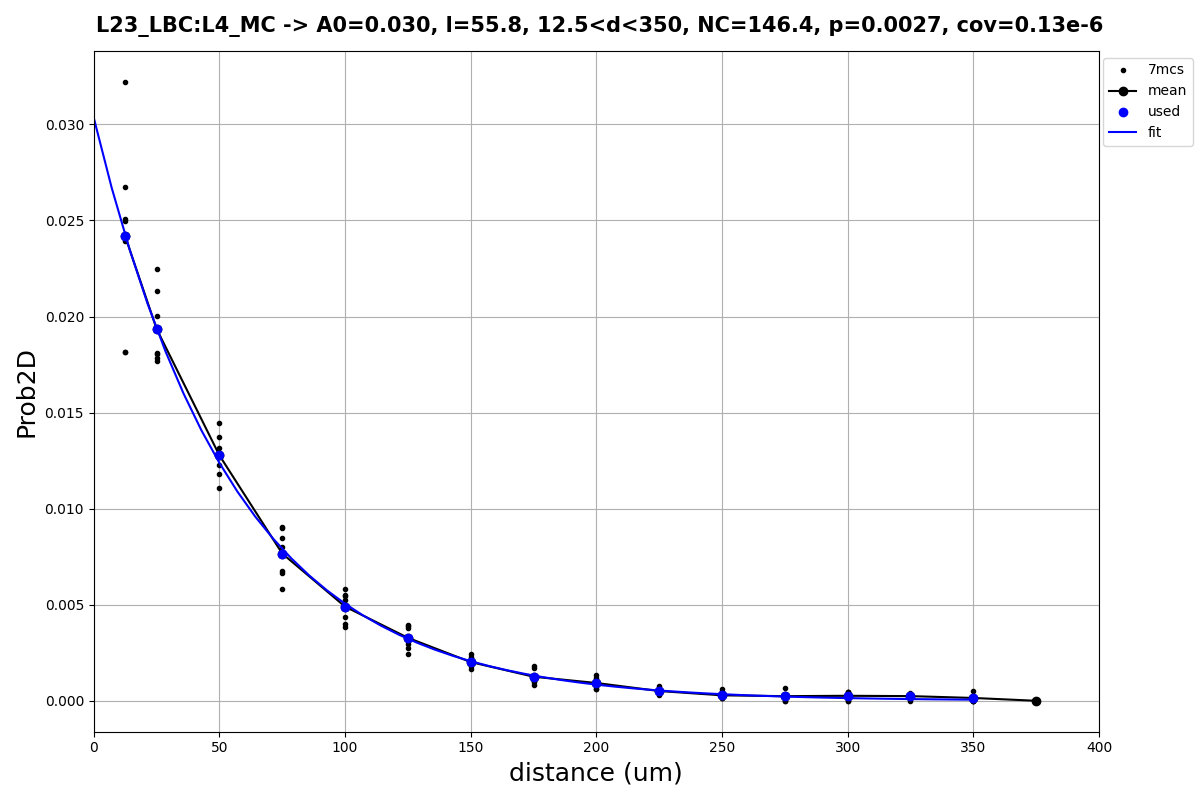 L23_LBC:L4_MC -> A0=0.030, l=55.8, 12.5<d<350, NC=146.4, p=0.0027, cov=0.13e-6
7mcs
mean
used
fit
0.030
0.025
0.020
0.015
0.010
0.005
0.000
Prob2D
0 50 100 150 200 250 300 350 400
distance (um)